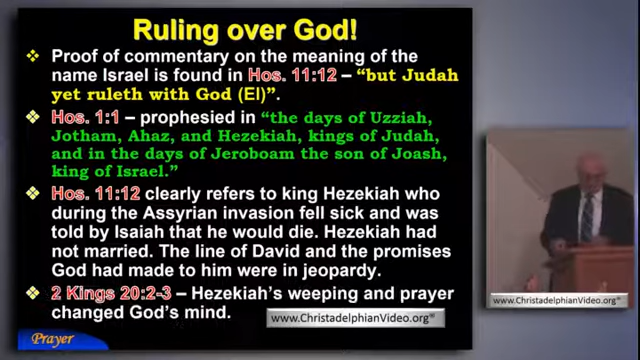 Ruling over God!
Proof of commentary on the meaning of the
name Israel is found in Hos. 11:12 – “but Judah
yet ruleth with God (El)”.
Hos. 1:1 – prophesied in “the days of Uzziah,
Jotham, Ahaz, and Hezekiah, kings of Judah,
and in the days of Jeroboam the son of Joash,
king of Israel.”
Hos. 11:12 clearly refers to king Hezekiah who
during the Assyrian invasion fell sick and was
told by Isaiah that he would die. Hezekiah had
not married. The line of David and the promises
God had made to him were in jeopardy.
2 Kings 20:2-3 – Hezekiah’s weeping and prayer
changed God’s mind.
www.ChristadelphianVideo.org
Prayer
www.ChristadelphianVideo.org